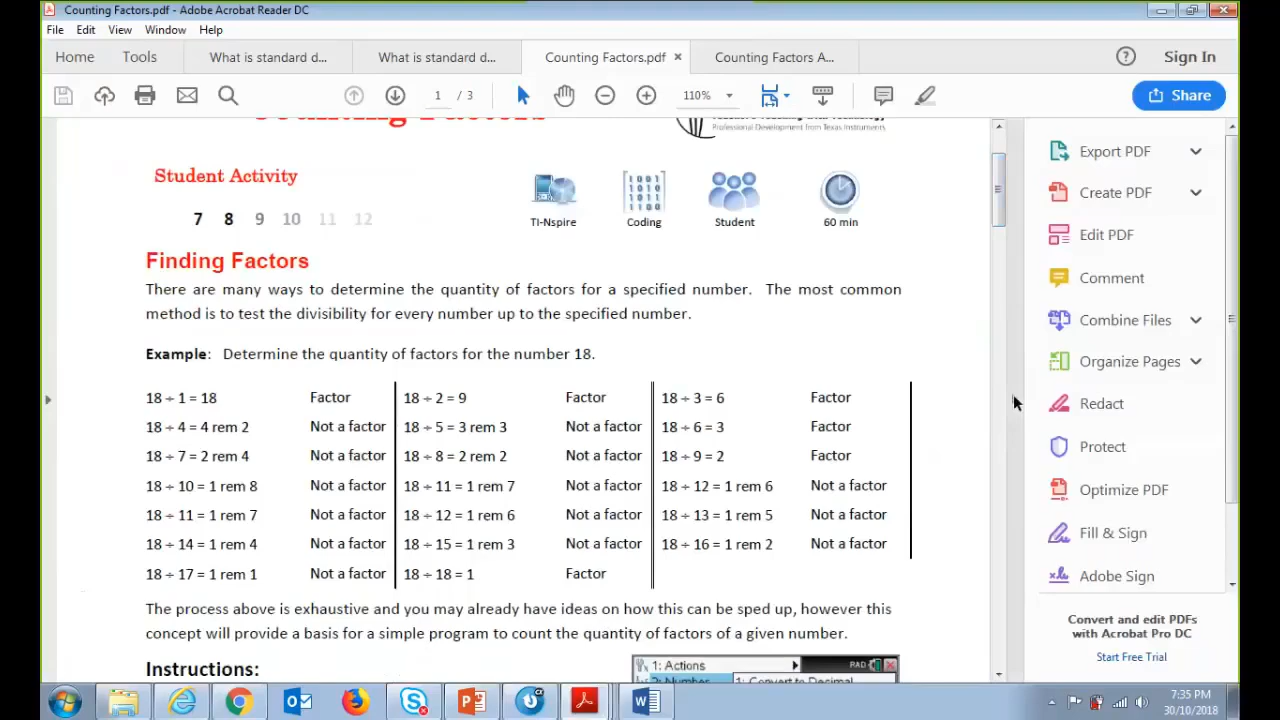 Counting Factors.pdf - Adobe Acrobat Reader DC
File Edit View Window Help
Home Tools What is standard d... What is standard d... Counting Factors.pdf × Counting Factors A... Sign In
1 / 3 110% Share
Professional Development from Texas Instruments
Student Activity
7 8 9 10 11 12
TI-Nspire Coding Student 60 min
Finding Factors
There are many ways to determine the quantity of factors for a specified number. The most common
method is to test the divisibility for every number up to the specified number.
Example: Determine the quantity of factors for the number 18.
18 ÷ 1 = 18 Factor 18 ÷ 2 = 9 Factor 18 ÷ 3 = 6 Factor
18 ÷ 4 = 4 rem 2 Not a factor 18 ÷ 5 = 3 rem 3 Not a factor 18 ÷ 6 = 3 Factor
18 ÷ 7 = 2 rem 4 Not a factor 18 ÷ 8 = 2 rem 2 Not a factor 18 ÷ 9 = 2 Factor
18 ÷ 10 = 1 rem 8 Not a factor 18 ÷ 11 = 1 rem 7 Not a factor 18 ÷ 12 = 1 rem 6 Not a factor
18 ÷ 11 = 1 rem 7 Not a factor 18 ÷ 12 = 1 rem 6 Not a factor 18 ÷ 13 = 1 rem 5 Not a factor
18 ÷ 14 = 1 rem 4 Not a factor 18 ÷ 15 = 1 rem 3 Not a factor 18 ÷ 16 = 1 rem 2 Not a factor
18 ÷ 17 = 1 rem 1 Not a factor 18 ÷ 18 = 1 Factor
The process above is exhaustive and you may already have ideas on how this can be sped up, however this
concept will provide a basis for a simple program to count the quantity of factors of a given number.
Instructions:
1: Actions RAD
1: Convert to Decimal
Export PDF
Create PDF
Edit PDF
Comment
Combine Files
Organize Pages
Redact
Protect
Optimize PDF
Fill & Sign
Adobe Sign
Convert and edit PDFs
with Acrobat Pro DC
Start Free Trial
7:35 PM
30/10/2018